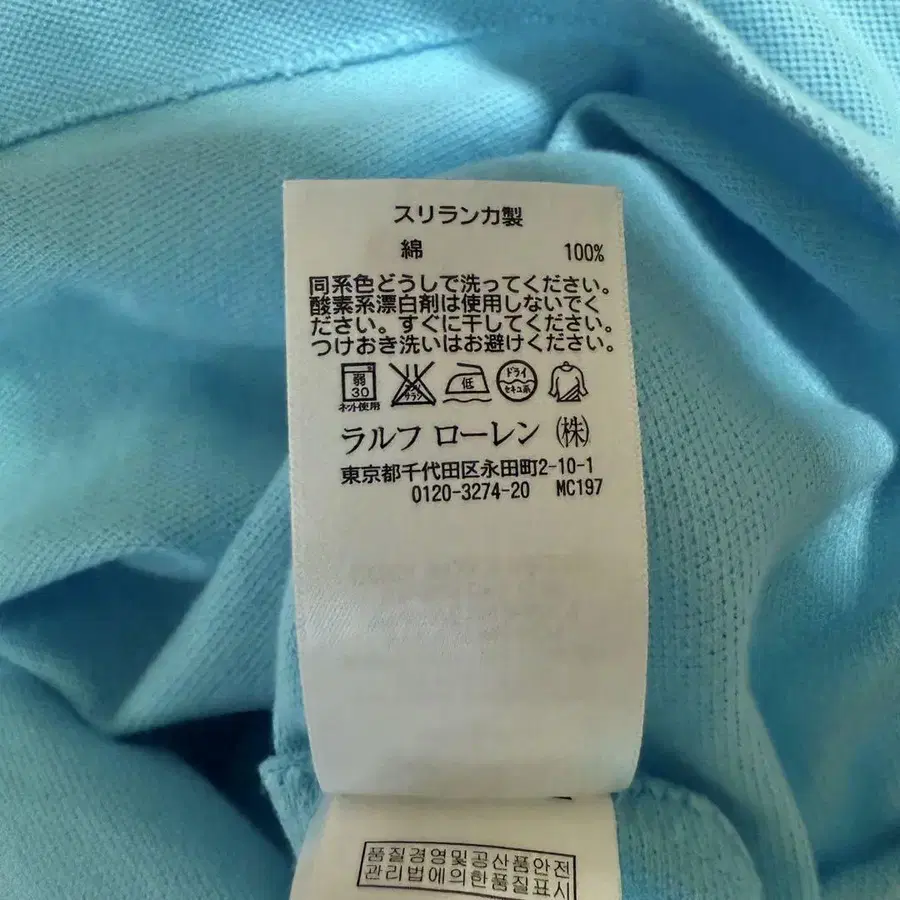 スリランカ製
綿 100%
同系色どうしで洗ってください。
酸素系漂白剤は使用しないでく
ださい。すぐに干してください。
つけおき洗いはお避けください。
弱 30 低 ドライ セキユ系
ネット使用
ラルフ ローレン ㈱
東京都千代田区永田町2-10-1
0120-3274-20 MC197
품질경영및공산품안전
관리법에의한품질표시